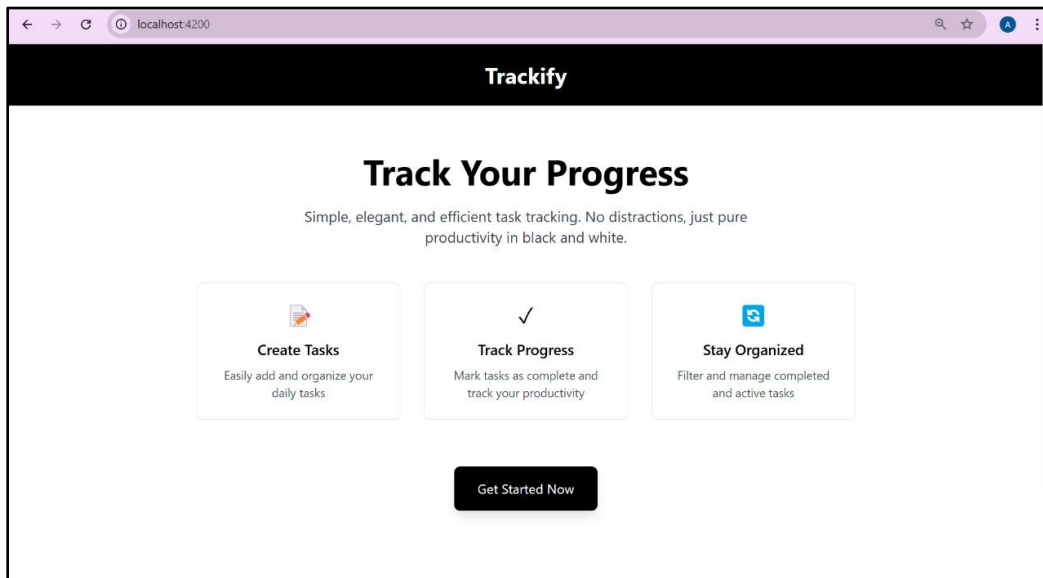 localhost:4200
A
Trackify
Track Your Progress
Simple, elegant, and efficient task tracking. No distractions, just pure
productivity in black and white.
Create Tasks
Easily add and organize your
daily tasks
Track Progress
Mark tasks as complete and
track your productivity
Stay Organized
Filter and manage completed
and active tasks
Get Started Now